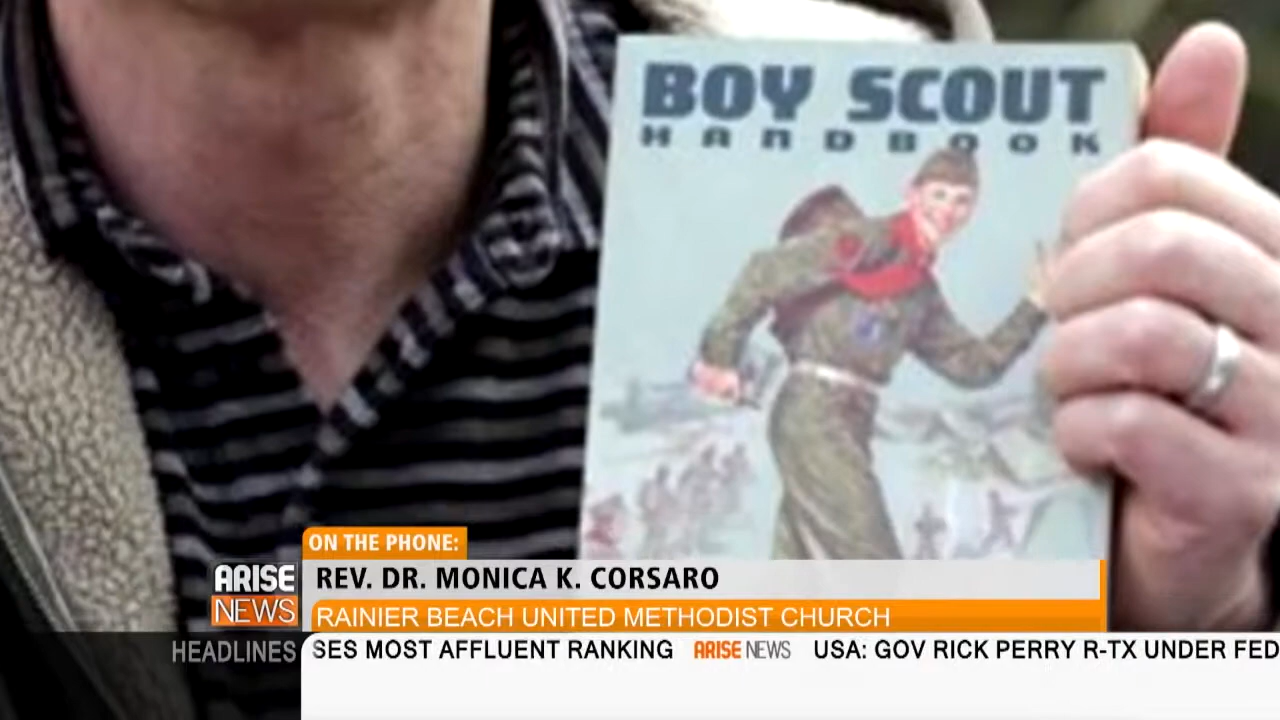 BOY SCOUT
HANDBOOK
ON THE PHONE:
ARISE
NEWS
REV. DR. MONICA K. CORSARO
RAINIER BEACH UNITED METHODIST CHURCH
HEADLINES
SES MOST AFFLUENT RANKING ARISE NEWS USA: GOV RICK PERRY R-TX UNDER FED